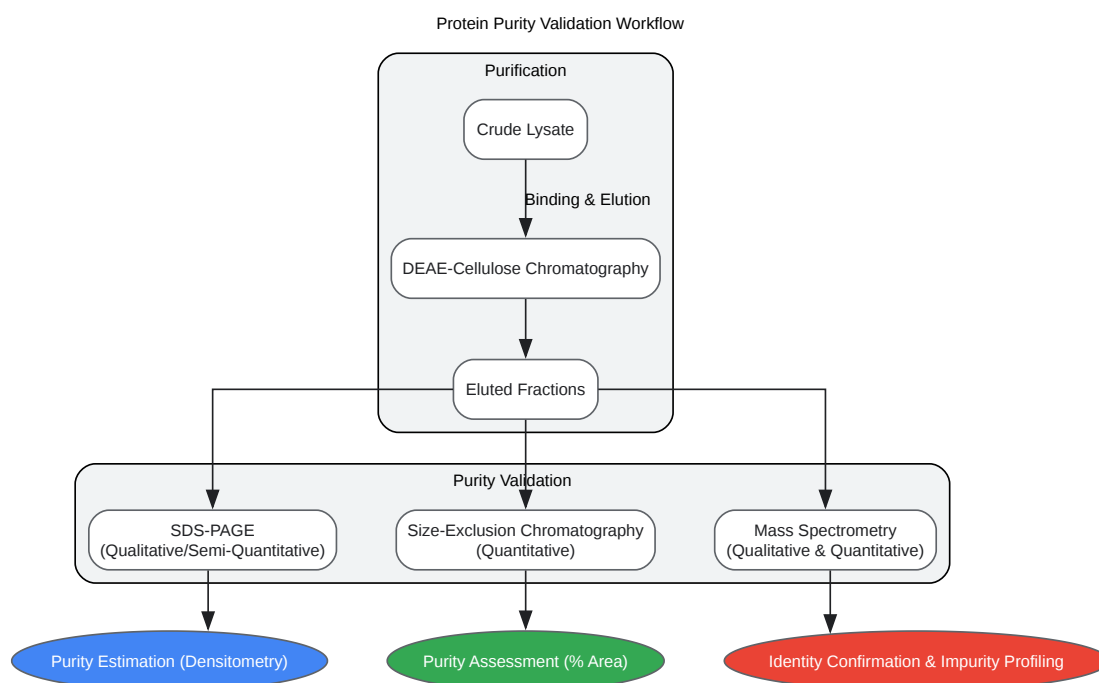 Protein Purity Validation Workflow
Purification
Crude Lysate
Binding & Elution
DEAE-Cellulose Chromatography
Eluted Fractions
Purity Validation
SDS-PAGE
(Qualitative/Semi-Quantitative)
Size-Exclusion Chromatography
(Quantitative)
Mass Spectrometry
(Qualitative & Quantitative)
Purity Estimation (Densitometry)
Purity Assessment (% Area)
Identity Confirmation & Impurity Profiling